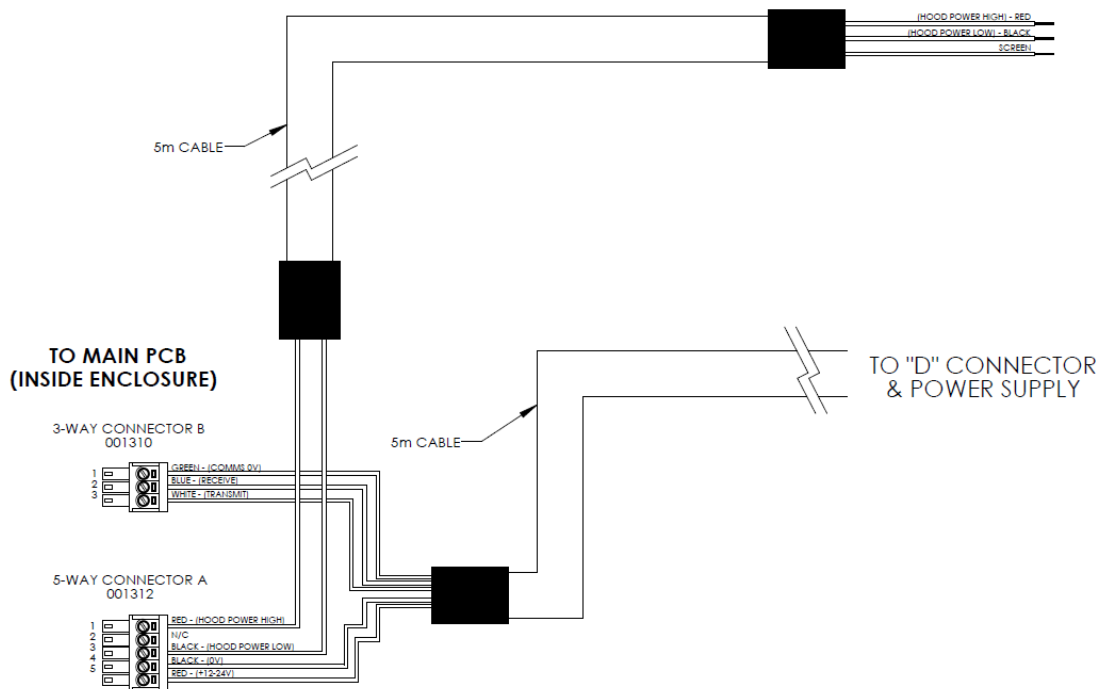 (HOOD POWER HIGH) - RED
(HOOD POWER LOW) - BLACK
SCREEN
5m CABLE
TO MAIN PCB
(INSIDE ENCLOSURE)
TO "D" CONNECTOR
& POWER SUPPLY
5m CABLE
3-WAY CONNECTOR B
001310
1
GREEN - (COMMS 0V)
2
BLUE - (RECEIVE)
3
WHITE - (TRANSMIT)
5-WAY CONNECTOR A
001312
1
RED - (HOOD POWER HIGH)
2
N/C
3
BLACK - (HOOD POWER LOW)
4
BLACK - (0V)
5
RED - (+12-24V)